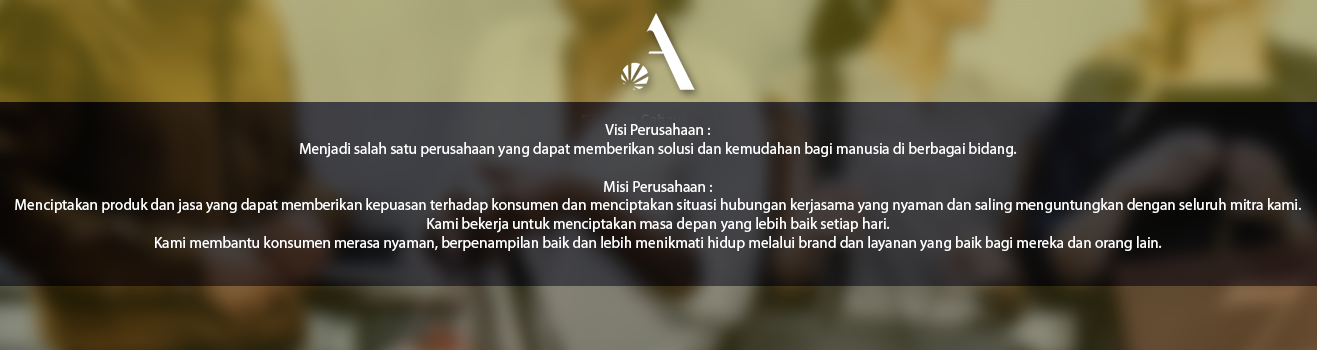 A
Visi Perusahaan :
Menjadi salah satu perusahaan yang dapat memberikan solusi dan kemudahan bagi manusia di berbagai bidang.
Misi Perusahaan :
Menciptakan produk dan jasa yang dapat memberikan kepuasan terhadap konsumen dan menciptakan situasi hubungan kerjasama yang nyaman dan saling menguntungkan dengan seluruh mitra kami.
Kami bekerja untuk menciptakan masa depan yang lebih baik setiap hari.
Kami membantu konsumen merasa nyaman, berpenampilan baik dan lebih menikmati hidup melalui brand dan layanan yang baik bagi mereka dan orang lain.